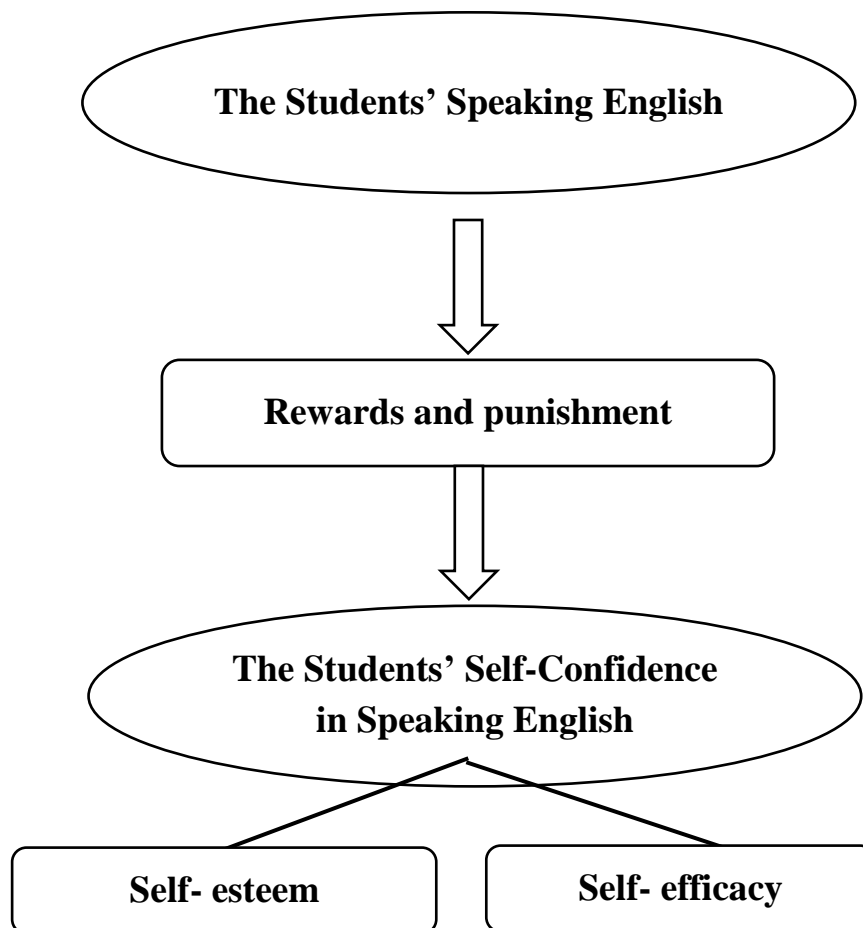 The Students’ Speaking English
Rewards and punishment
The Students’ Self-Confidence
in Speaking English
Self- esteem
Self- efficacy